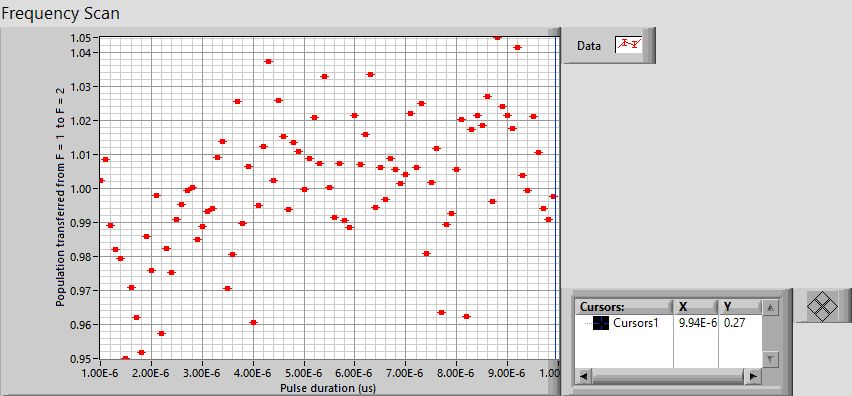 Frequency Scan
Population transferred from F = 1 to F = 2
1.05
1.04
1.03
1.02
1.01
1.00
0.99
0.98
0.97
0.96
0.95
1.00E-6 2.00E-6 3.00E-6 4.00E-6 5.00E-6 6.00E-6 7.00E-6 8.00E-6 9.00E-6 1.00
Pulse duration (us)
Data
Cursors: X Y
Cursors1 9.94E-6 0.27